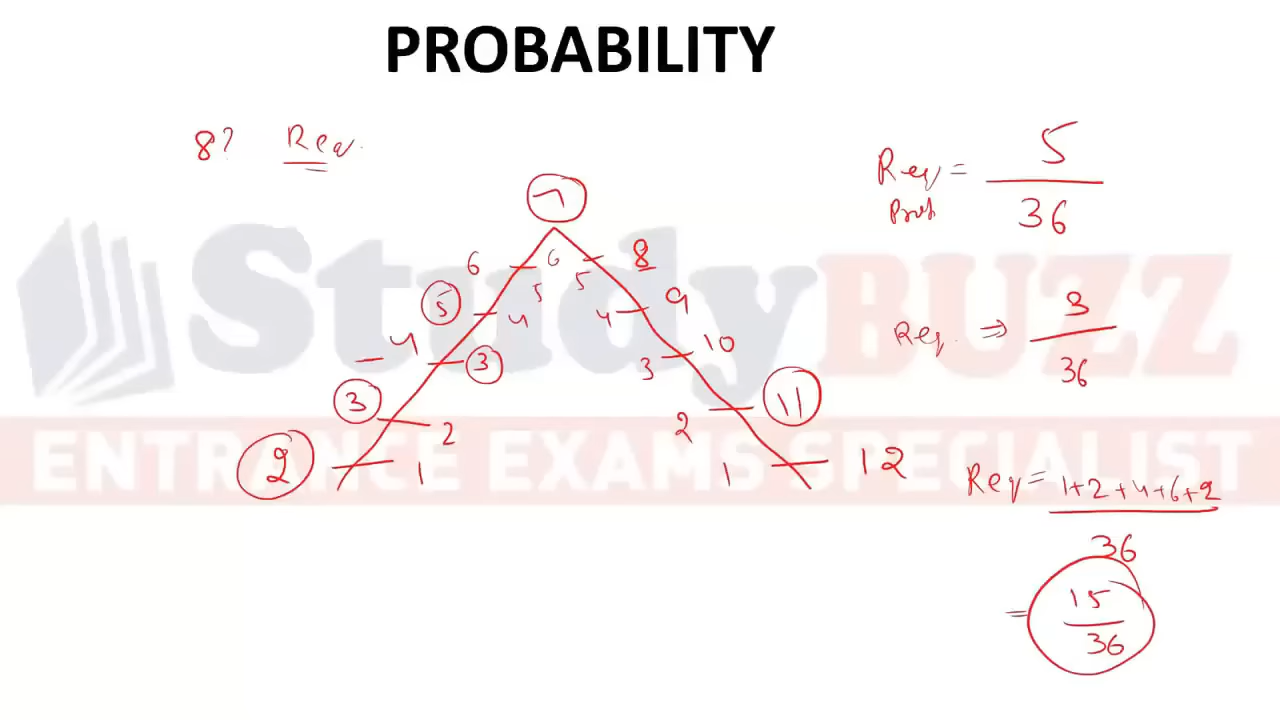 PROBABILITY
8? Req.
7
6 6 8
5 5 5
4 4 9
4 3 3 10
3 2 2 11
2 1 1 12
Req = 5
Prob 36
Req. ⇒ 3
36
Req = 1+2+4+6+2
36
= 15
36
StudyBUZZ
ENTRANCE EXAMS SPECIALIST